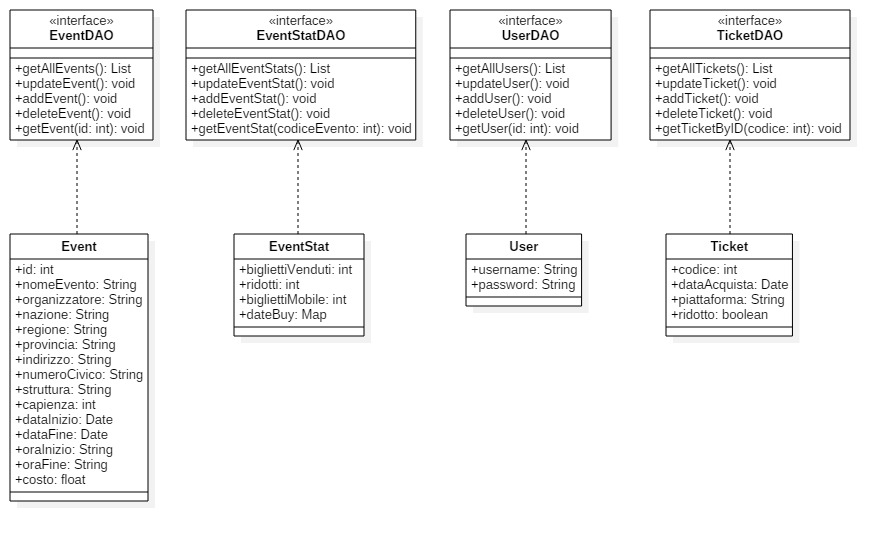 «interface»
EventDAO
+getAllEvents(): List
+updateEvent(): void
+addEvent(): void
+deleteEvent(): void
+getEvent(id: int): void
«interface»
EventStatDAO
+getAllEventStats(): List
+updateEventStat(): void
+addEventStat(): void
+deleteEventStat(): void
+getEventStat(codiceEvento: int): void
«interface»
UserDAO
+getAllUsers(): List
+updateUser(): void
+addUser(): void
+deleteUser(): void
+getUser(id: int): void
«interface»
TicketDAO
+getAllTickets(): List
+updateTicket(): void
+addTicket(): void
+deleteTicket(): void
+getTicketByID(codice: int): void
Event
+id: int
+nomeEvento: String
+organizzatore: String
+nazione: String
+regione: String
+provincia: String
+indirizzo: String
+numeroCivico: String
+struttura: String
+capienza: int
+dataInizio: Date
+dataFine: Date
+oraInizio: String
+oraFine: String
+costo: float
EventStat
+bigliettiVenduti: int
+ridotti: int
+bigliettiMobile: int
+dateBuy: Map
User
+username: String
+password: String
Ticket
+codice: int
+dataAcquista: Date
+piattaforma: String
+ridotto: boolean